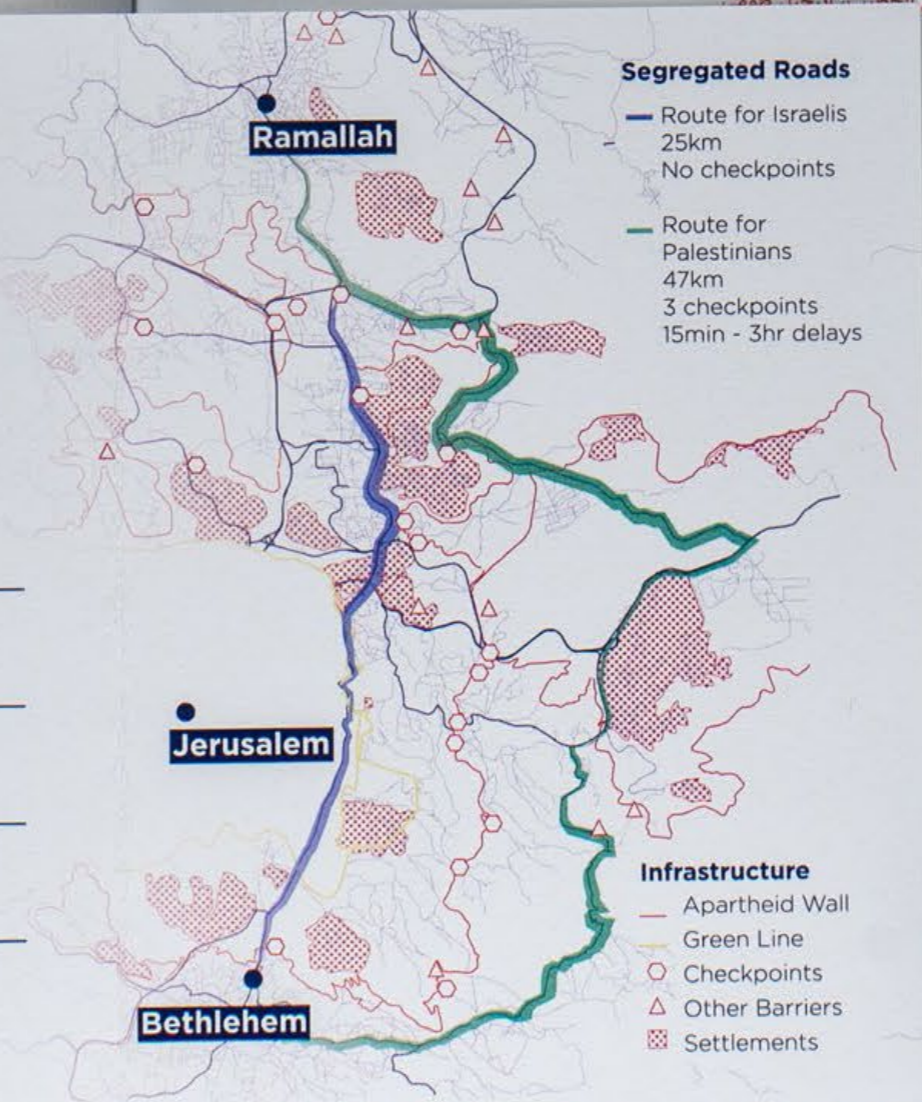 Ramallah
Segregated Roads
Route for Israelis
25km
No checkpoints
Route for
Palestinians
47km
3 checkpoints
15min - 3hr delays
Jerusalem
Bethlehem
Infrastructure
Apartheid Wall
Green Line
Checkpoints
Other Barriers
Settlements